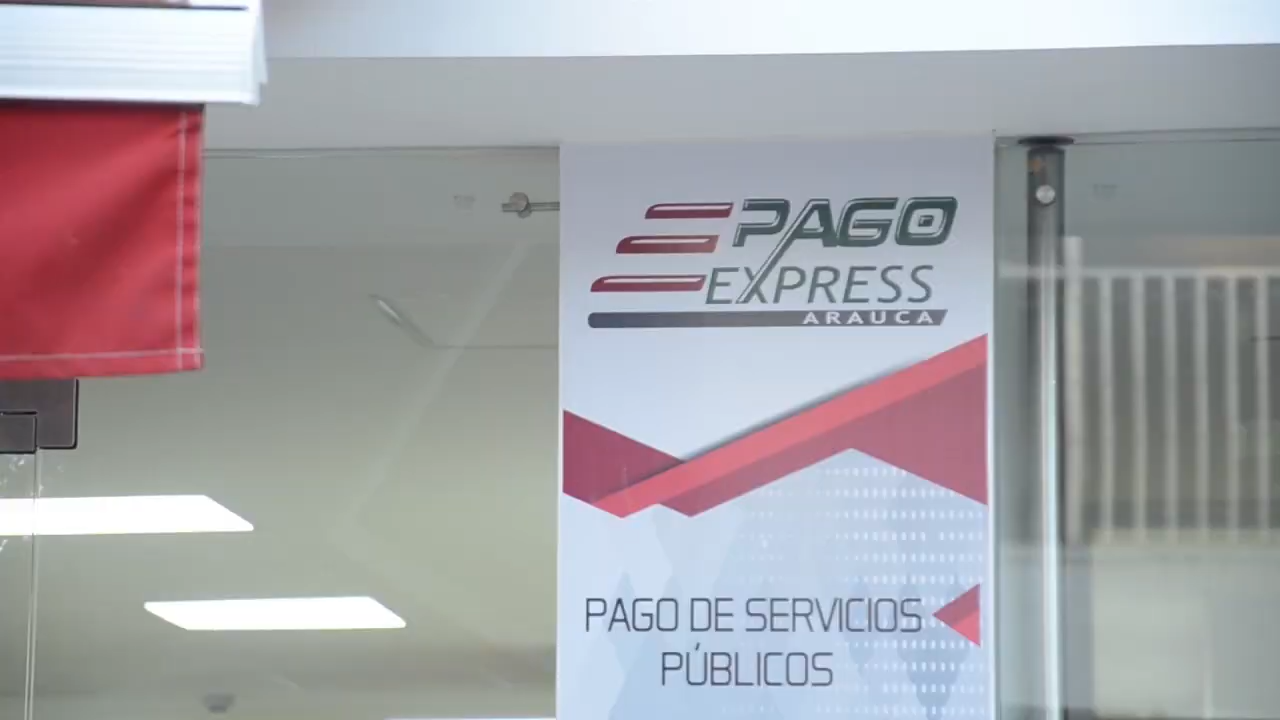 PAGO
EXPRESS
ARAUCA
PAGO DE SERVICIOS
PÚBLICOS